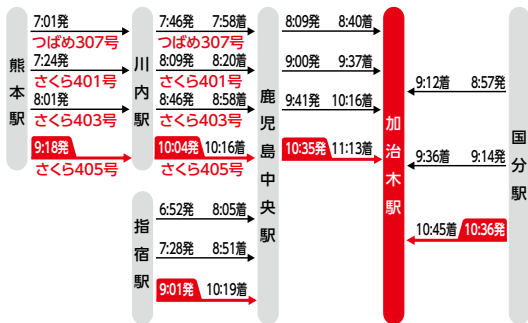 熊本駅
7:01発
つばめ307号
7:24発
さくら401号
8:01発
さくら403号
9:18発
さくら405号
川内駅
7:46発 7:58着
つばめ307号
8:09発 8:20着
さくら401号
8:46発 8:58着
さくら403号
10:04発 10:16着
さくら405号
指宿駅
6:52発 8:05着
7:28発 8:51着
9:01発 10:19着
鹿児島中央駅
8:09発 8:40着
9:00発 9:37着
9:41発 10:16着
10:35発 11:13着
加治木駅
9:12着 8:57発
9:36着 9:14発
10:45着 10:36発
国分駅